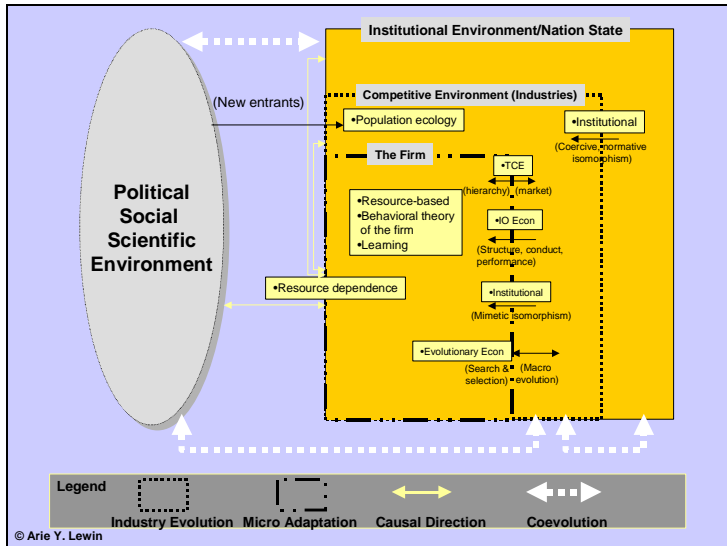 Institutional Environment/Nation State
Competitive Environment (Industries)
(New entrants)
•Population ecology
•Institutional
(Coercive, normative
isomorphism)
The Firm
•TCE
(hierarchy) (market)
Political
Social
Scientific
Environment
•Resource-based
•Behavioral theory
of the firm
•Learning
•IO Econ
(Structure, conduct,
performance)
•Resource dependence
•Institutional
(Mimetic isomorphism)
•Evolutionary Econ
(Search &
selection)
(Macro
evolution)
Legend
Industry Evolution
Micro Adaptation
Causal Direction
Coevolution
© Arie Y. Lewin